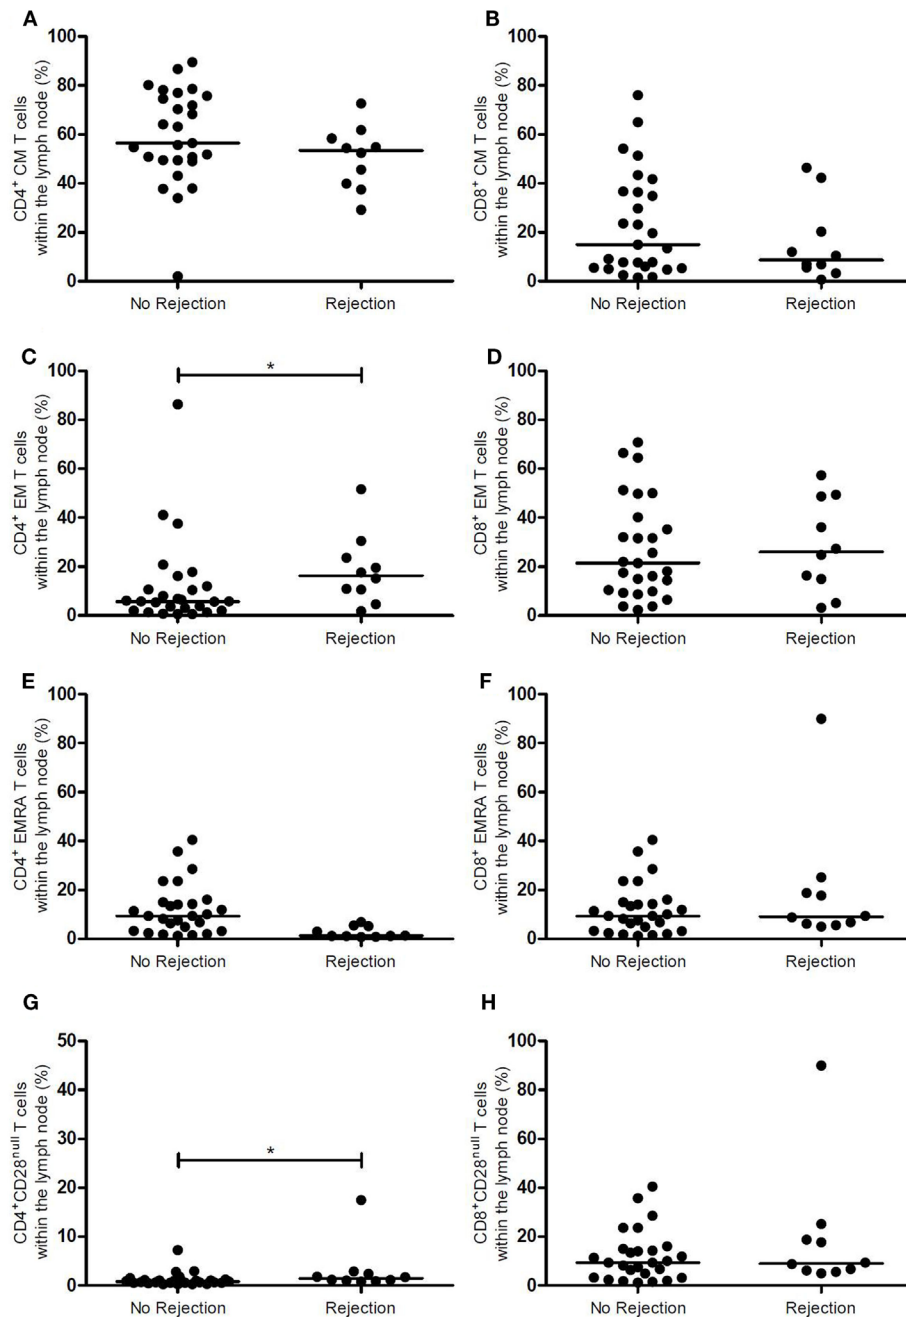 A
CD4+ CM T cells
within the lymph node (%)
100
80
60
40
20
0
No Rejection
Rejection
B
CD8+ CM T cells
within the lymph node (%)
100
80
60
40
20
0
No Rejection
Rejection
C
CD4+ EM T cells
within the lymph node (%)
100
80
60
40
20
0
*
No Rejection
Rejection
D
CD8+ EM T cells
within the lymph node (%)
100
80
60
40
20
0
No Rejection
Rejection
E
CD4+ EMRA T cells
within the lymph node (%)
100
80
60
40
20
0
No Rejection
Rejection
F
CD8+ EMRA T cells
within the lymph node (%)
100
80
60
40
20
0
No Rejection
Rejection
G
CD4+CD28null T cells
within the lymph node (%)
50
40
30
20
10
0
*
No Rejection
Rejection
H
CD8+CD28null T cells
within the lymph node (%)
100
80
60
40
20
0
No Rejection
Rejection